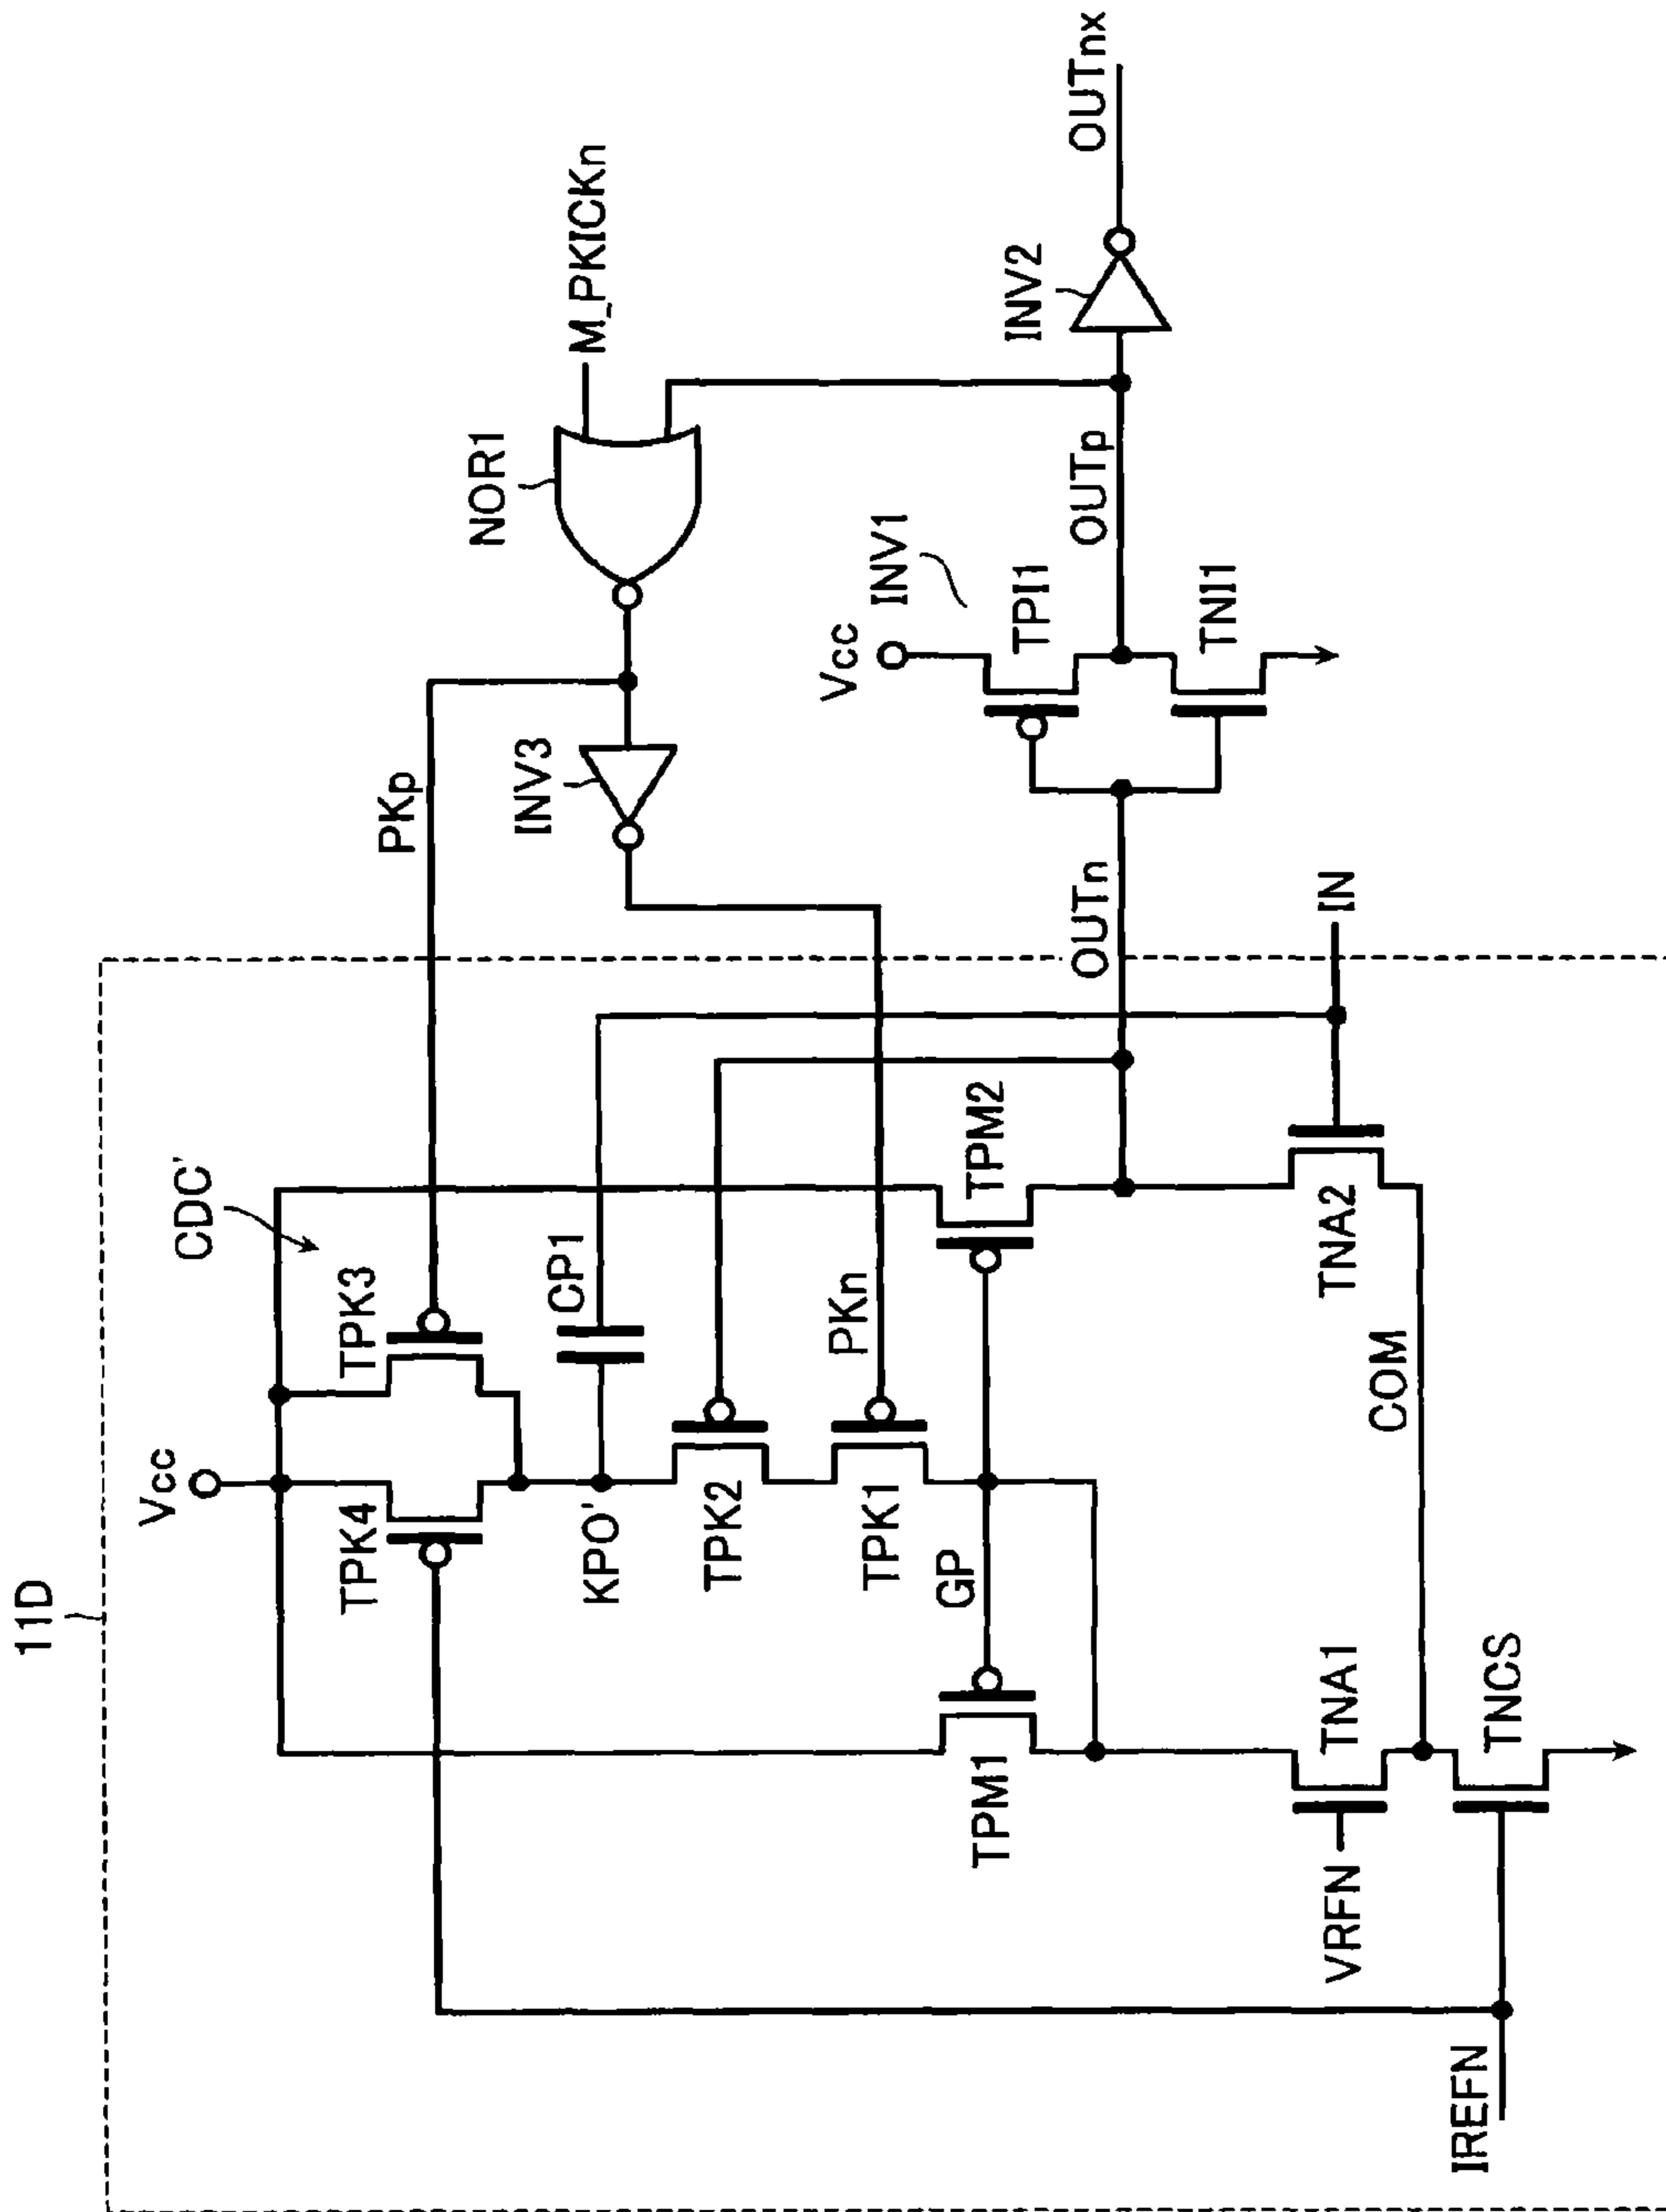 11D
Vcc
CDC'
TPK4
TPK3
PKp
NOR1
M_PKICKn
KPO'
CP1
INV3
TPK2
TPK1
PKn
GP
TPM1
TPM2
Vcc
INV1
TPI1
TNI1
OUTn
OUTp
INV2
OUTnx
VRFN
TNA1
TNA2
IN
COM
IREFN
TNCS